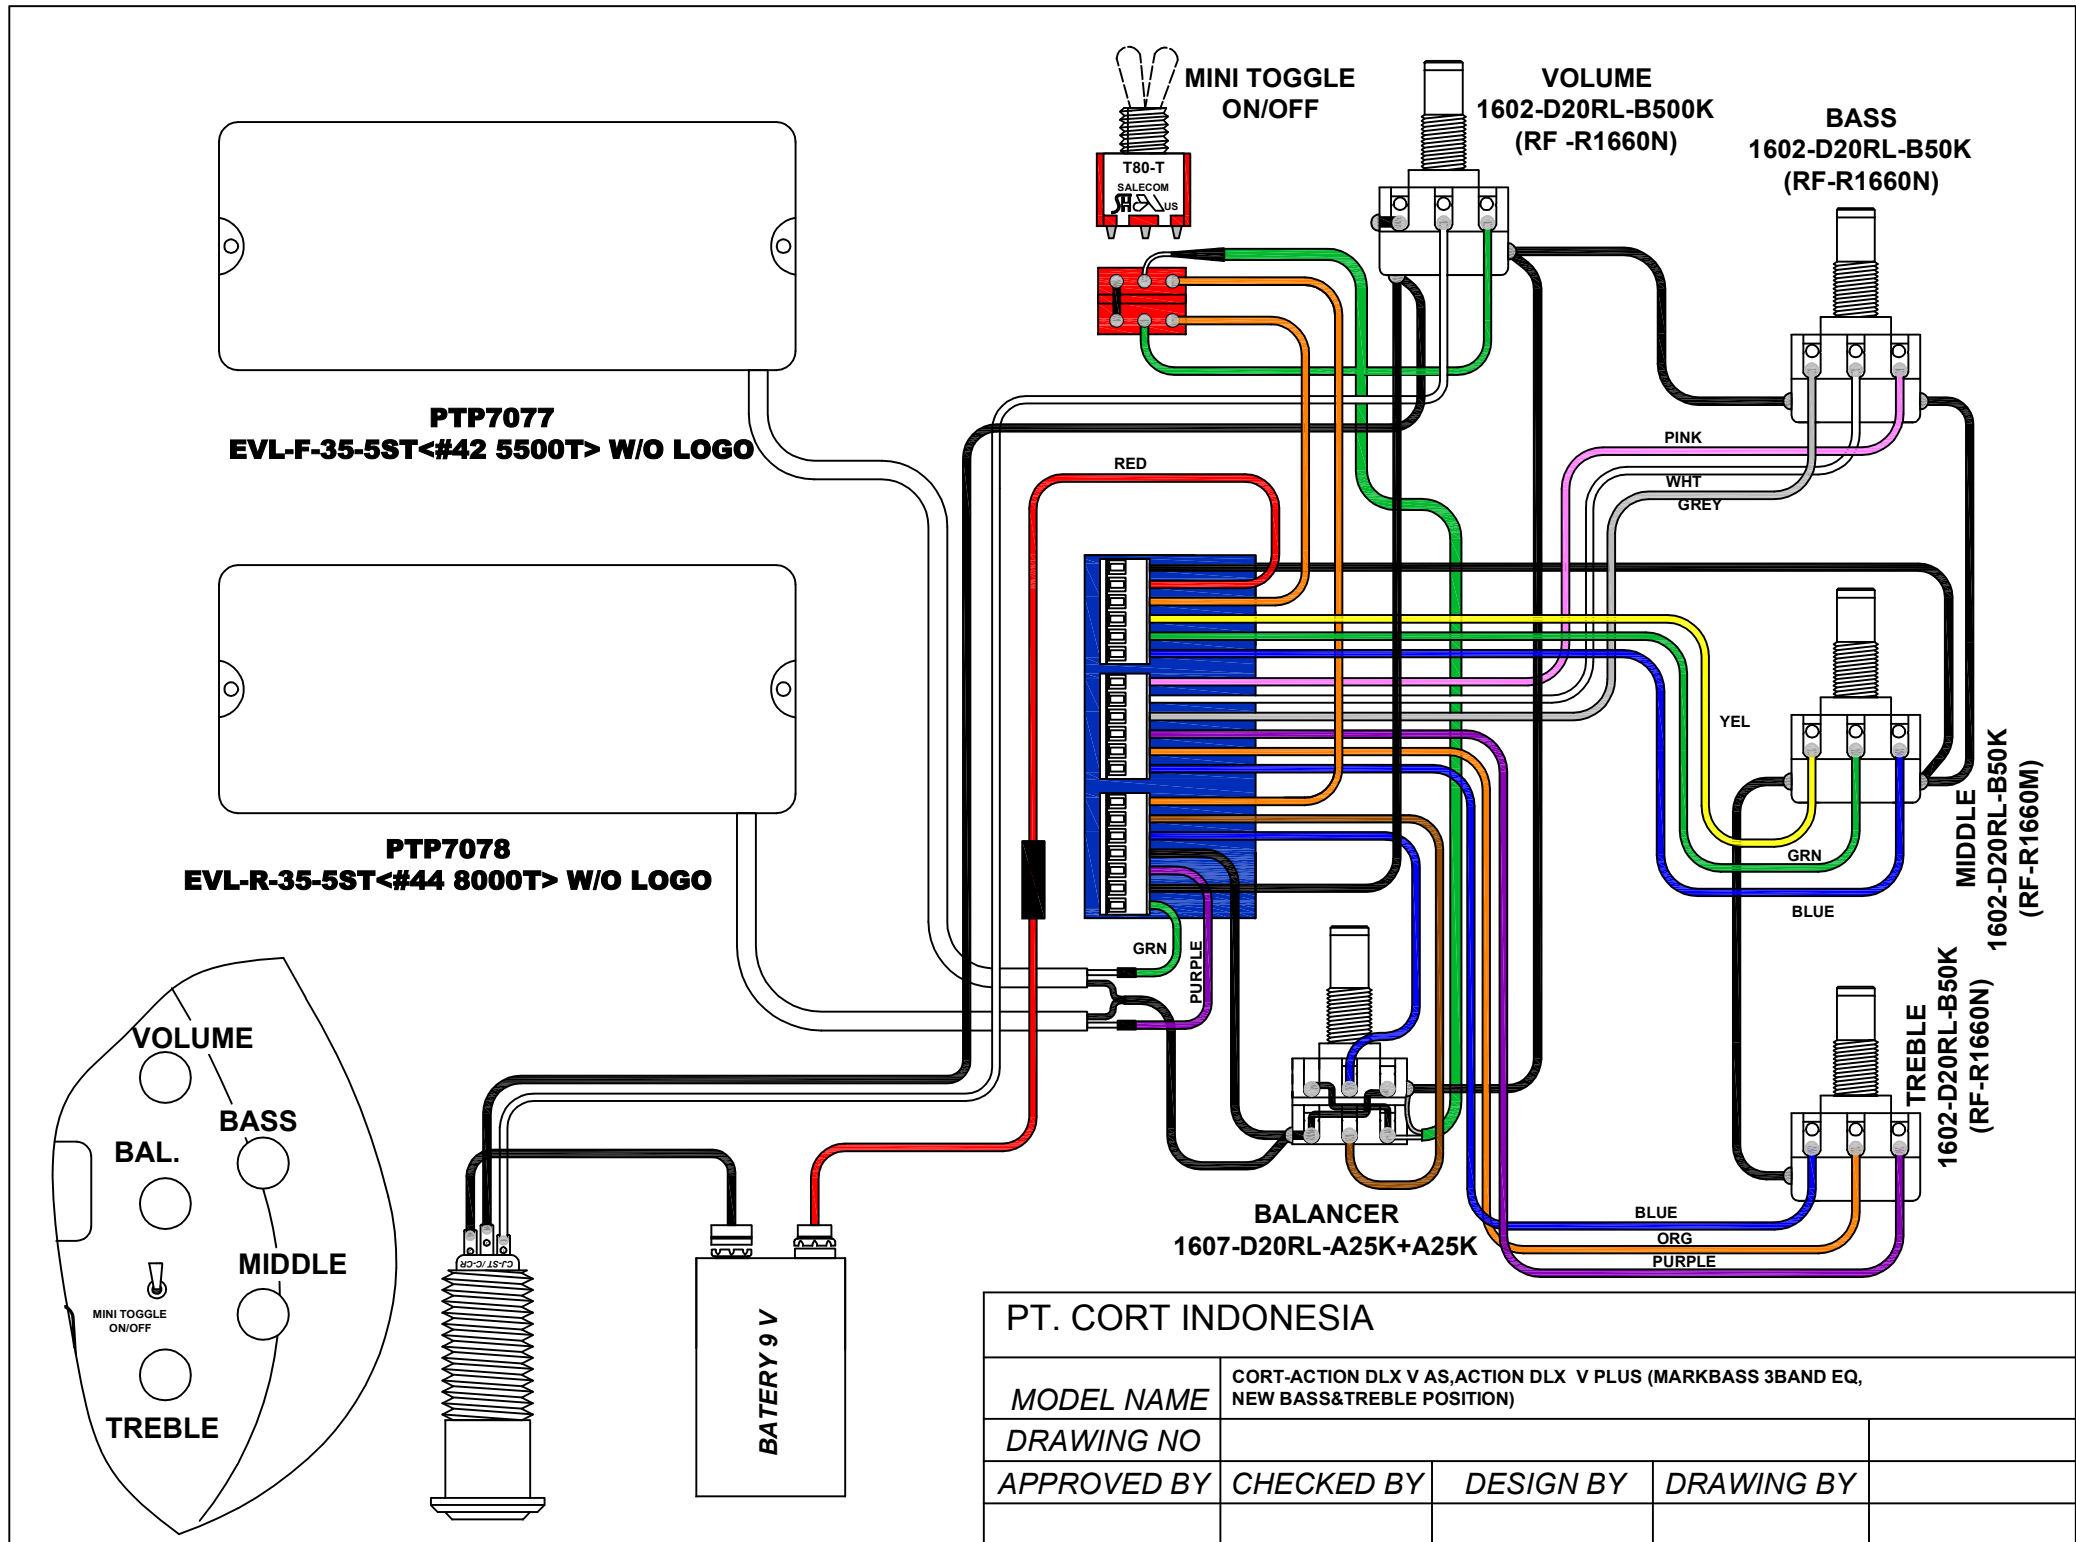 MINI TOGGLE
ON/OFF
T80-T
SALECOM
US
VOLUME
1602-D20RL-B500K
(RF -R1660N)
BASS
1602-D20RL-B50K
(RF-R1660N)
PTP7077
EVL-F-35-5ST<#42 5500T> W/O LOGO
RED
PINK
WHT
GREY
PTP7078
EVL-R-35-5ST<#44 8000T> W/O LOGO
YEL
GRN
BLUE
MIDDLE
1602-D20RL-B50K
(RF-R1660M)
GRN
PURPLE
TREBLE
1602-D20RL-B50K
(RF-R1660N)
BLUE
ORG
PURPLE
BALANCER
1607-D20RL-A25K+A25K
VOLUME
BASS
BAL.
MIDDLE
MINI TOGGLE
ON/OFF
TREBLE
CJ-ST/C-CR
BATERY 9 V
PT. CORT INDONESIA
MODEL NAME
CORT-ACTION DLX V AS,ACTION DLX V PLUS (MARKBASS 3BAND EQ,
NEW BASS&TREBLE POSITION)
DRAWING NO
APPROVED BY
CHECKED BY
DESIGN BY
DRAWING BY